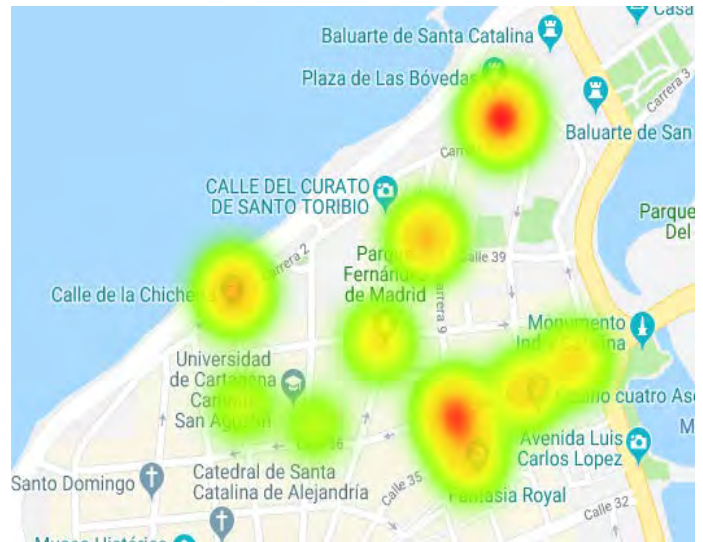 Casa
Baluarte de Santa Catalina
Plaza de Las Bóvedas
Carrera 3
Baluarte de San
CALLE DEL CURATO
DE SANTO TORIBIO
Parque
Del
Carrera 2
Calle 39
Fernández
de Madrid
Calle de la Chichería
Carrera 9
Monumento
India Catalina
Universidad
de Cartagena
San Agustín
cuatro
Avenida Luis
Carlos Lopez
Santo Domingo
Catedral de Santa
Catalina de Alejandría
Calle 35
Fantasia Royal
Calle 32